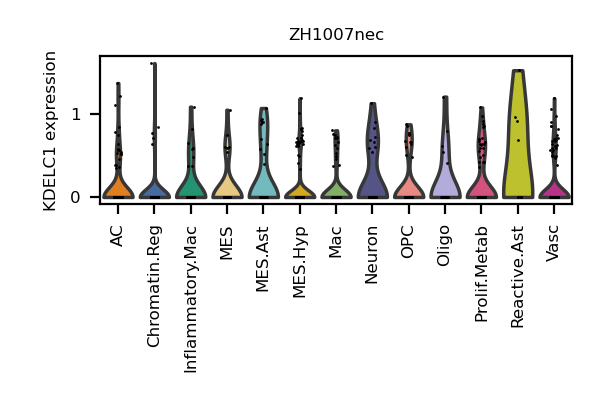 ZH1007nec
KDELC1 expression
1
0
AC
Chromatin.Reg
Inflammatory.Mac
MES
MES.Ast
MES.Hyp
Mac
Neuron
OPC
Oligo
Prolif.Metab
Reactive.Ast
Vasc